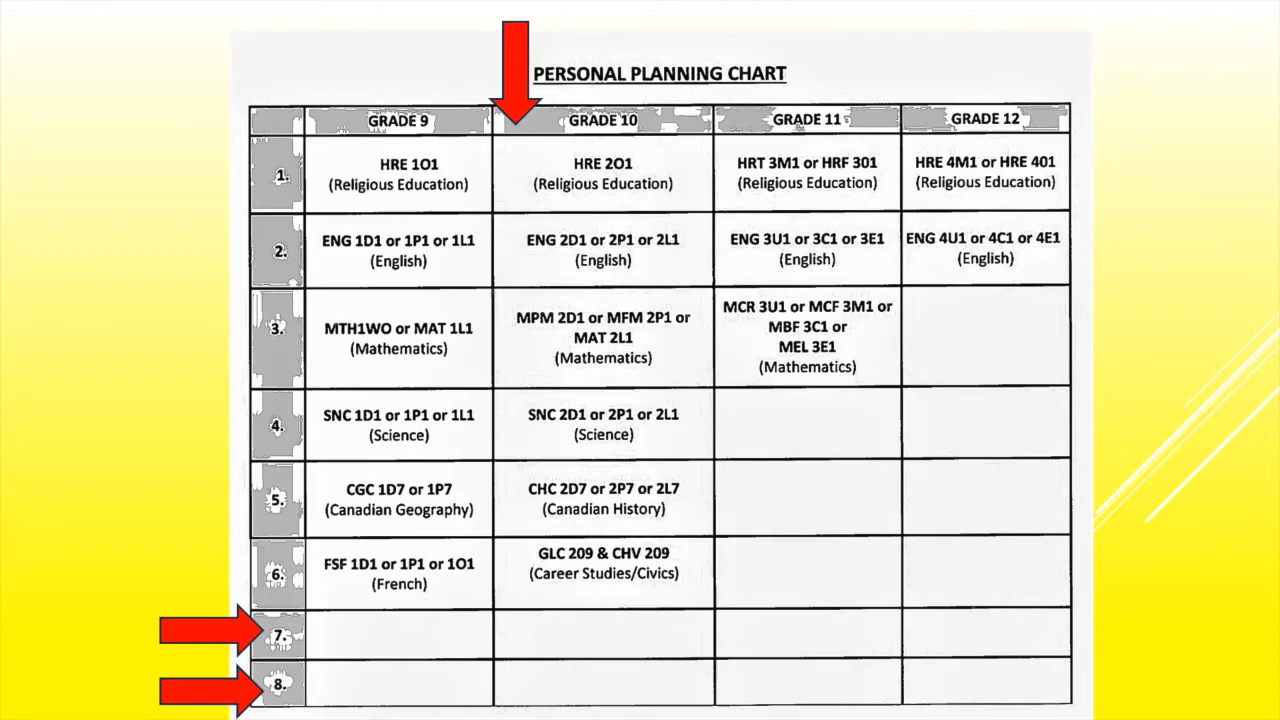 PERSONAL PLANNING CHART
GRADE 9 GRADE 10 GRADE 11 GRADE 12
1.
HRE 1O1
(Religious Education)
HRE 2O1
(Religious Education)
HRT 3M1 or HRF 301
(Religious Education)
HRE 4M1 or HRE 401
(Religious Education)
2.
ENG 1D1 or 1P1 or 1L1
(English)
ENG 2D1 or 2P1 or 2L1
(English)
ENG 3U1 or 3C1 or 3E1
(English)
ENG 4U1 or 4C1 or 4E1
(English)
3.
MTH1WO or MAT 1L1
(Mathematics)
MPM 2D1 or MFM 2P1 or
MAT 2L1
(Mathematics)
MCR 3U1 or MCF 3M1 or
MBF 3C1 or
MEL 3E1
(Mathematics)
4.
SNC 1D1 or 1P1 or 1L1
(Science)
SNC 2D1 or 2P1 or 2L1
(Science)
5.
CGC 1D7 or 1P7
(Canadian Geography)
CHC 2D7 or 2P7 or 2L7
(Canadian History)
6.
FSF 1D1 or 1P1 or 1O1
(French)
GLC 209 & CHV 209
(Career Studies/Civics)
7.
8.